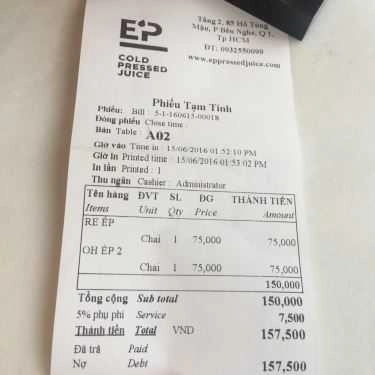 ÉP
COLD
PRESSED
JUICE
Tầng 2, 85 Hồ Tùng
Mậu, P Bến Nghé, Q 1,
Tp HCM
ĐT: 0932550099
www.eppressedjuice.com
Phiếu Tạm Tính
Phiếu: Bill : 5-1-160615-00018
Đóng phiếu Close time :
Bàn Table : A02
Giờ vào Time in : 15/06/2016 01:52:10 PM
Giờ In Printed time : 15/06/2016 01:53:02 PM
In lần Printed : 1
Thu ngân Cashier : Administrator
Tên hàng ĐVT SL ĐG THÀNH TIỀN
Items Unit Qty Price Amount
RE ÉP
Chai 1 75,000 75,000
OH ÉP 2
Chai 1 75,000 75,000
150,000
Tổng cộng Sub total 150,000
5% phụ phí Service 7,500
Thành tiền Total VND 157,500
Đã trả Paid
Nợ Debt 157,500